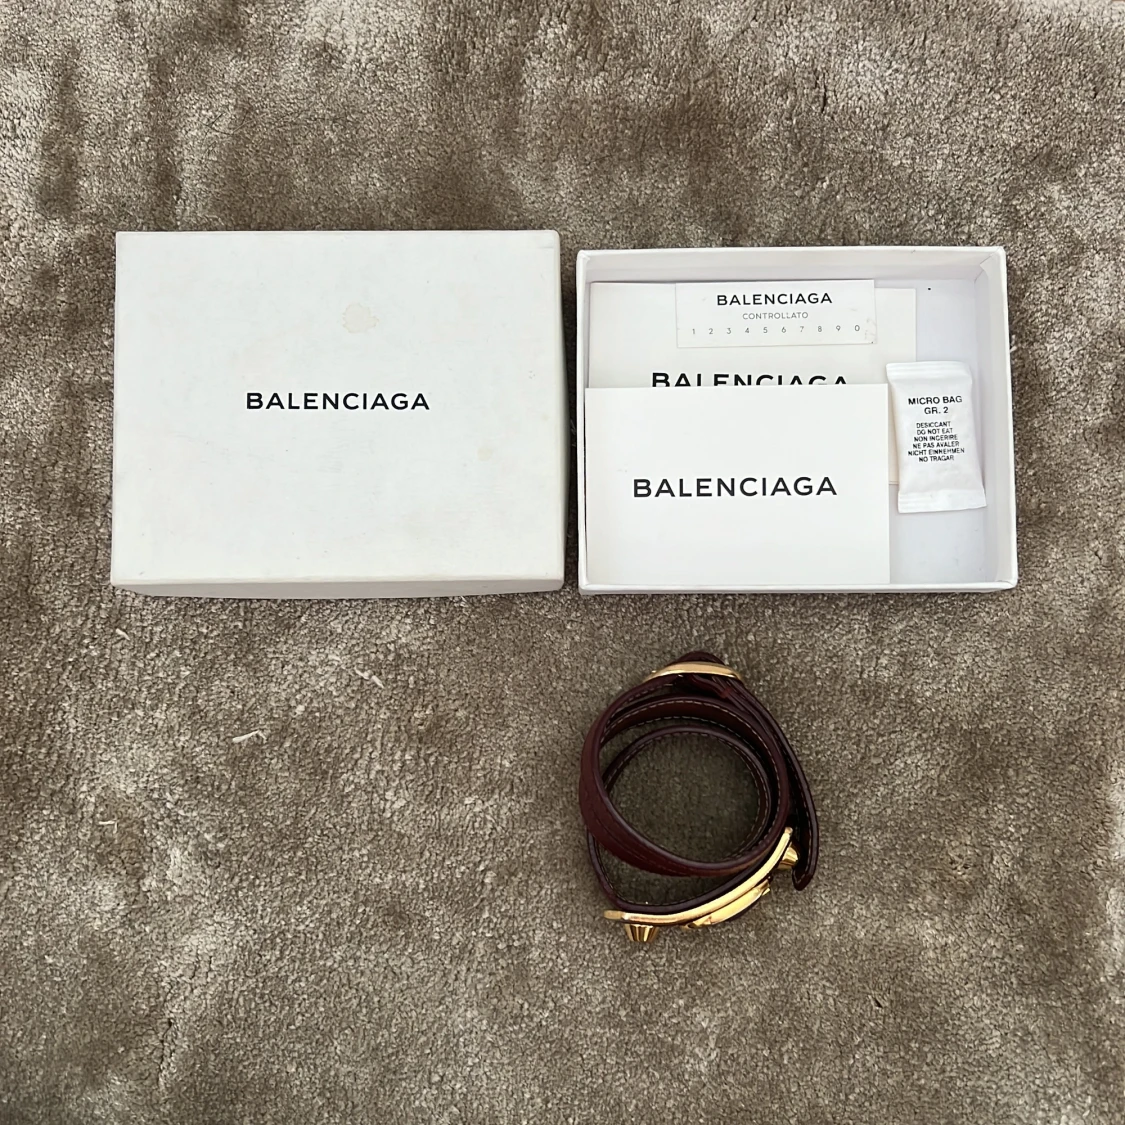 BALENCIAGA
BALENCIAGA
CONTROLLATO
1 2 3 4 5 6 7 8 9 0
BALENCIAGA
BALENCIAGA
MICRO BAG
GR. 2
DESICCANT
DO NOT EAT
NON INGERIRE
NE PAS AVALER
NICHT EINNEHMEN
NO TRAGAR